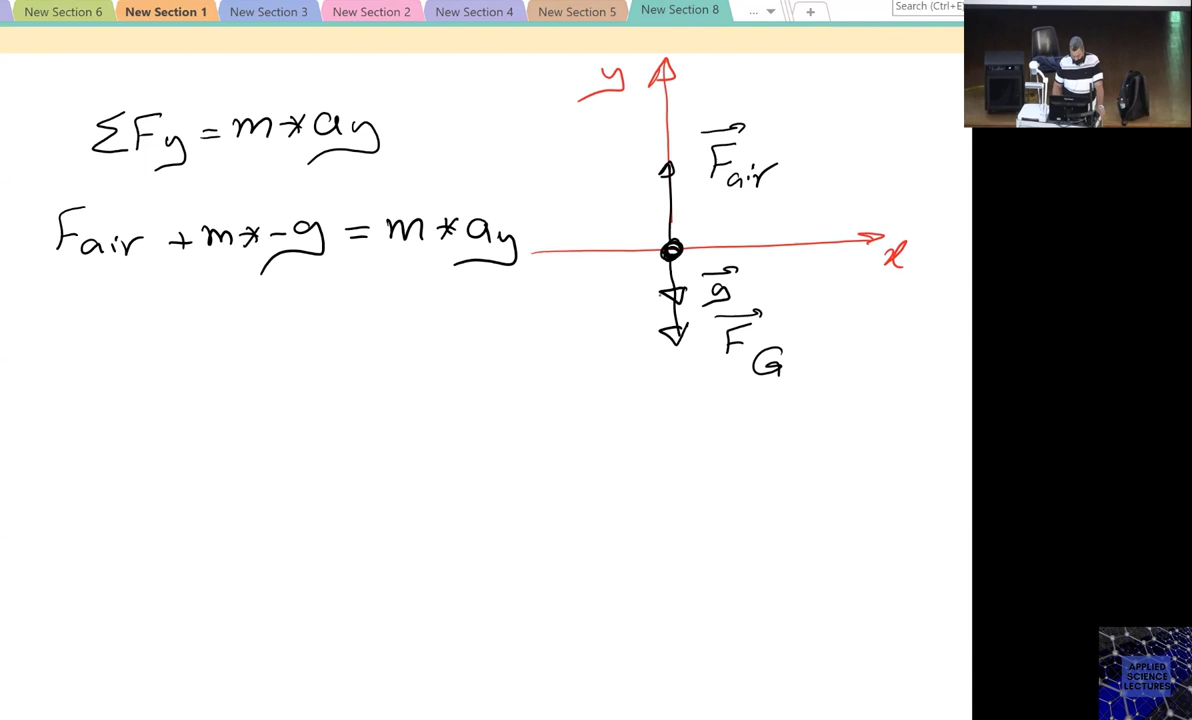 New Section 6 New Section 1 New Section 3 New Section 2 New Section 4 New Section 5 New Section 8 ... + Search (Ctrl+E)
y
ΣFy = m*ay
Fair
Fair + m*-g = m*ay
x
g
F G
APPLIED
SCIENCE
LECTURES